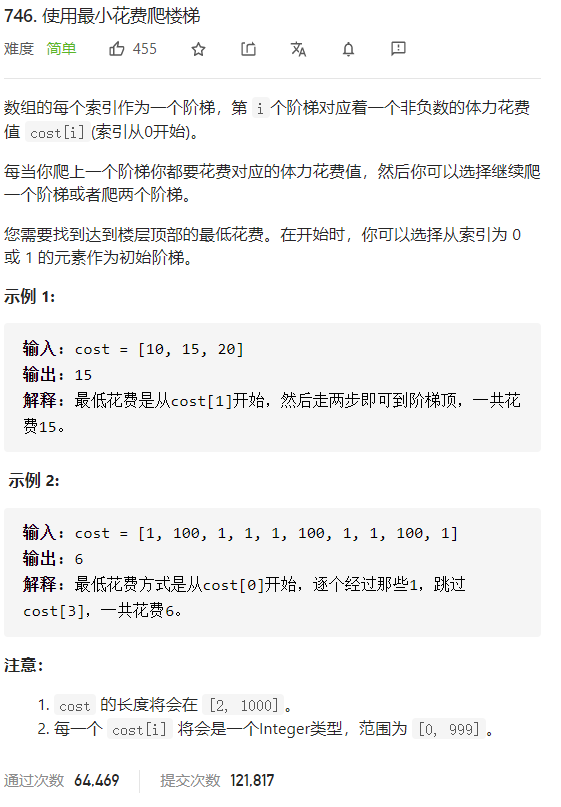 746. 使用最小花费爬楼梯
难度 简单 455
数组的每个索引作为一个阶梯，第 i 个阶梯对应着一个非负数的体力花费
值 cost[i] (索引从0开始)。
每当你爬上一个阶梯你都要花费对应的体力花费值，然后你可以选择继续爬
一个阶梯或者爬两个阶梯。
您需要找到达到楼层顶部的最低花费。在开始时，你可以选择从索引为 0
或 1 的元素作为初始阶梯。
示例 1:
输入：cost = [10, 15, 20]
输出：15
解释：最低花费是从cost[1]开始，然后走两步即可到阶梯顶，一共花
费15。
示例 2:
输入：cost = [1, 100, 1, 1, 1, 100, 1, 1, 100, 1]
输出：6
解释：最低花费方式是从cost[0]开始，逐个经过那些1，跳过
cost[3]，一共花费6。
注意：
1. cost 的长度将会在 [2, 1000]。
2. 每一个 cost[i] 将会是一个Integer类型，范围为 [0, 999]。
通过次数 64,469 提交次数 121,817